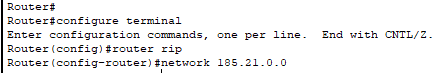 Router#
Router#configure terminal
Enter configuration commands, one per line.  End with CNTL/Z.
Router(config)#router rip
Router(config-router)#network 185.21.0.0